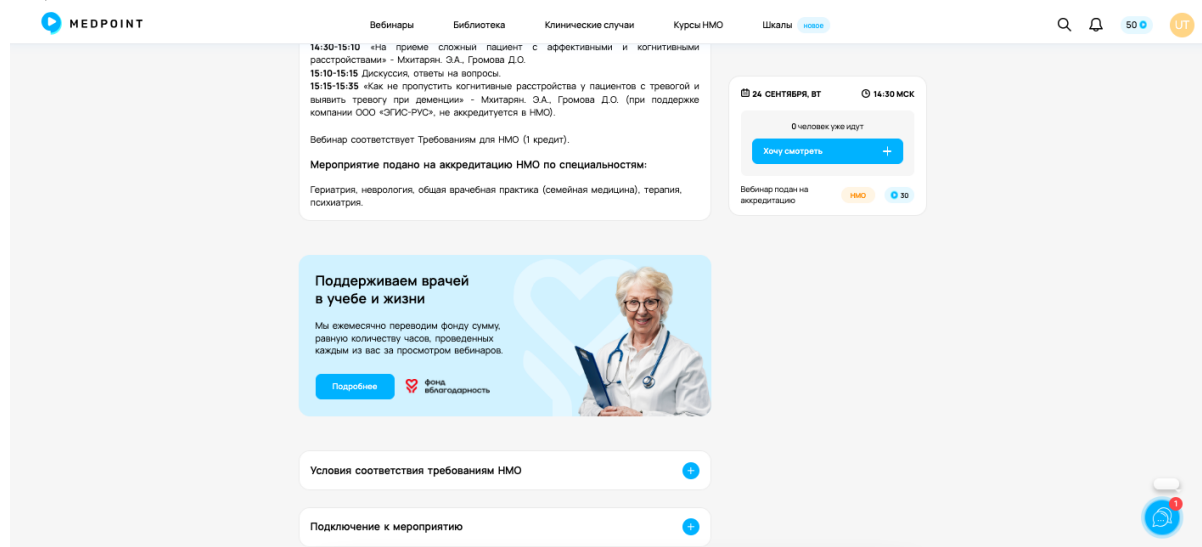 MEDPOINT
Вебинары Библиотека Клинические случаи Курсы НМО Шкалы новое 50 UT
14:30-15:10 «На приеме сложный пациент с аффективными и когнитивными
расстройствами» - Мхитарян. Э.А., Громова Д.О.
15:10-15:15 Дискуссия, ответы на вопросы.
15:15-15:35 «Как не пропустить когнитивные расстройства у пациентов с тревогой и
выявить тревогу при деменции» - Мхитарян. Э.А., Громова Д.О. (при поддержке
компании ООО «ЭГИС-РУС», не аккредитуется в НМО).
Вебинар соответствует Требованиям для НМО (1 кредит).
Мероприятие подано на аккредитацию НМО по специальностям:
Гериатрия, неврология, общая врачебная практика (семейная медицина), терапия,
психиатрия.
24 СЕНТЯБРЯ, ВТ 14:30 МСК
0 человек уже идут
Хочу смотреть
Вебинар подан на
аккредитацию
НМО 30
Поддерживаем врачей
в учебе и жизни
Мы ежемесячно переводим фонду сумму,
равную количеству часов, проведенных
каждым из вас за просмотром вебинаров.
Подробнее
фонд
вблагодарность
Условия соответствия требованиям НМО
Подключение к мероприятию
1